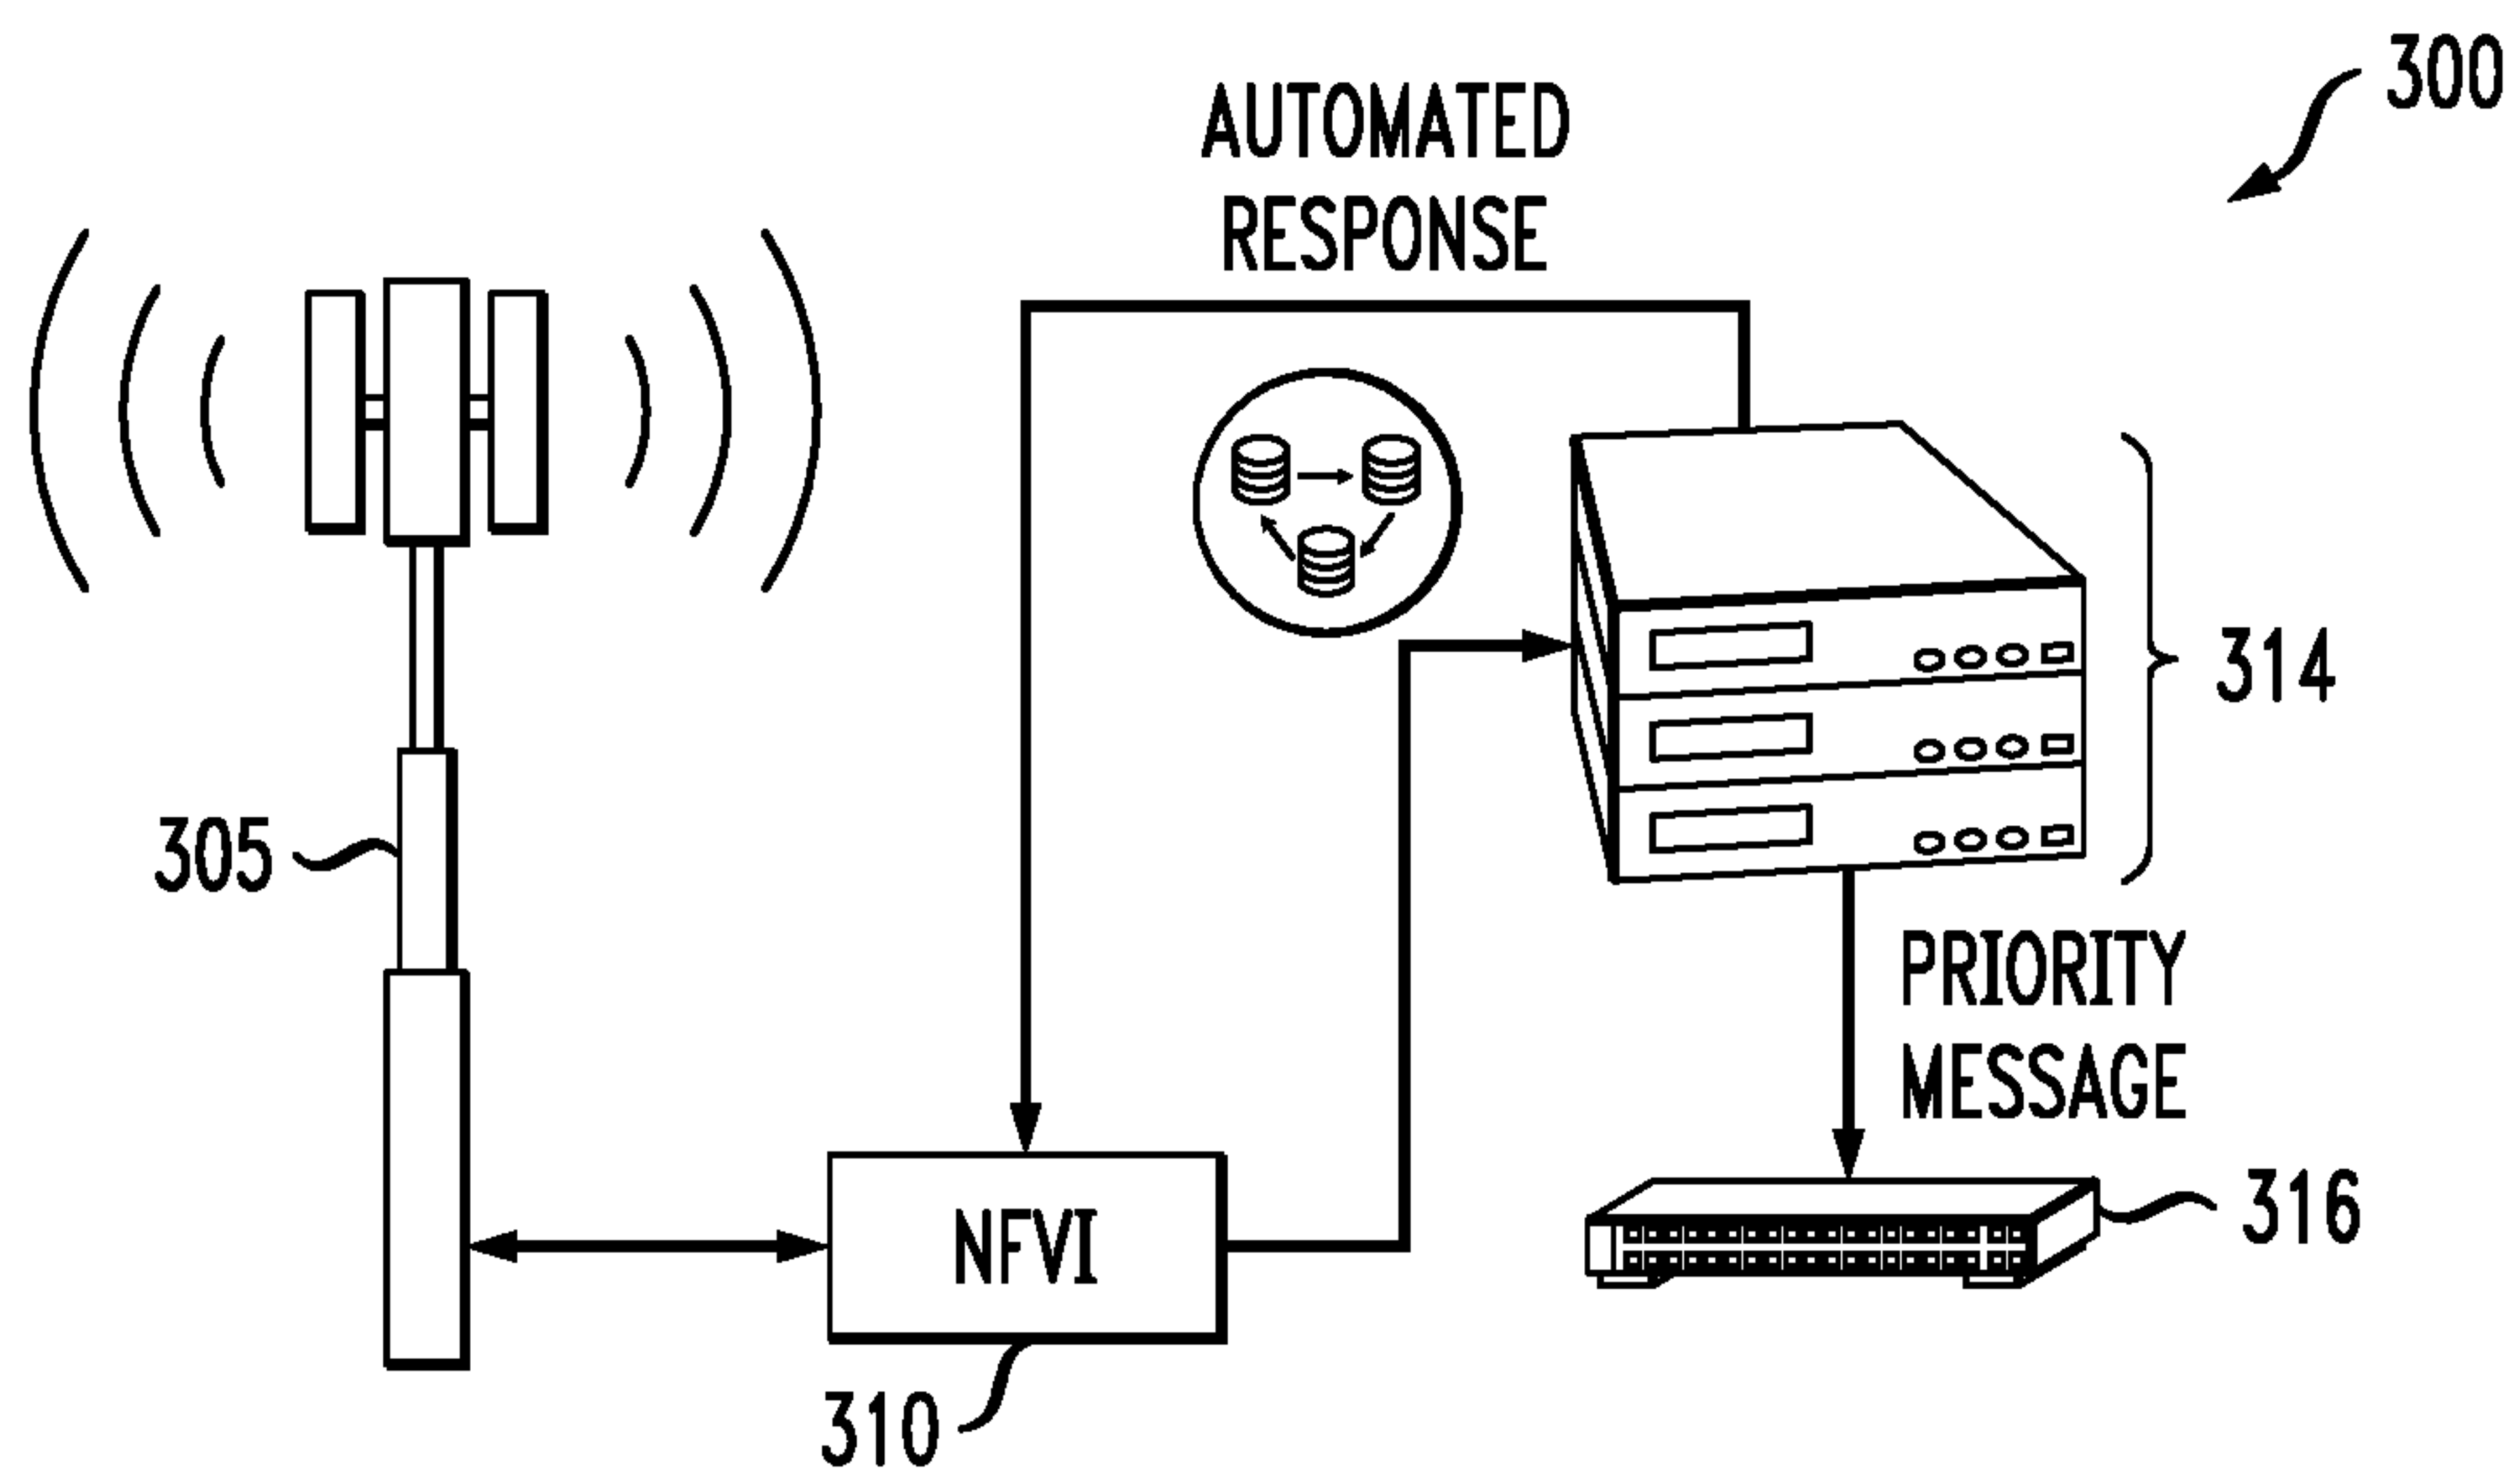 300
AUTOMATED
RESPONSE
314
305
PRIORITY
MESSAGE
316
NFVI
310